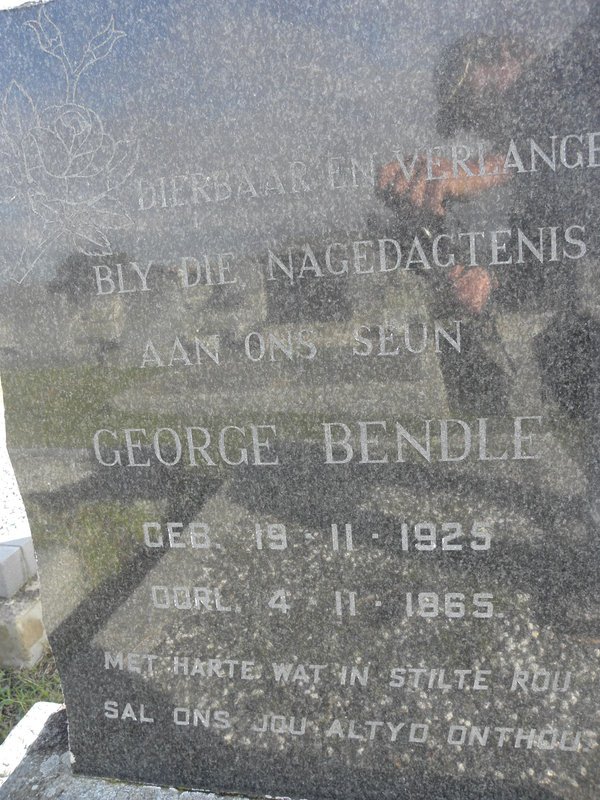 DIERBAAR EN VERLANGE
BLY DIE NAGEDAGTENIS
AAN ONS SEUN
GEORGE BENDLE
GEB. 19 · 11 · 1925
OORL. 4 · 11 · 1965.
MET HARTE WAT IN STILTE ROU
SAL ONS JOU ALTYD ONTHOU